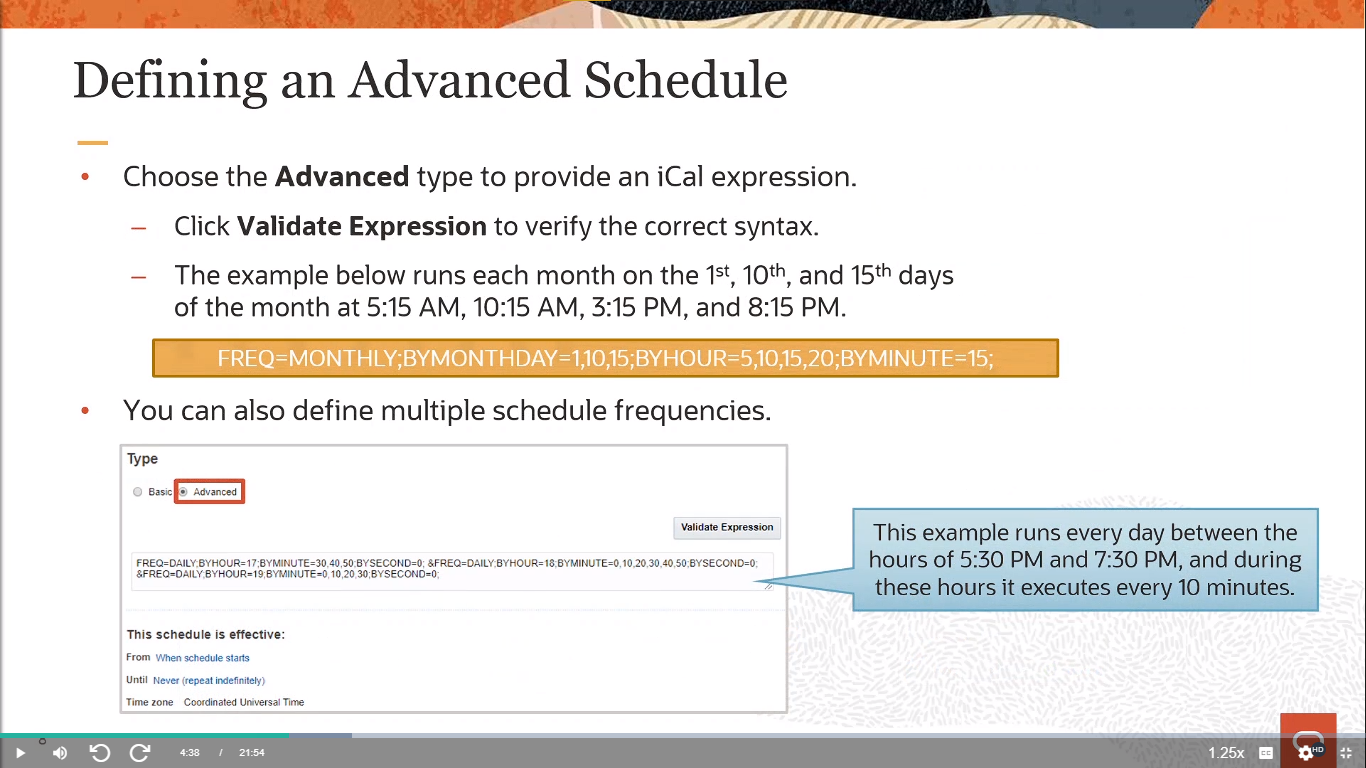 Defining an Advanced Schedule
• Choose the Advanced type to provide an iCal expression.
– Click Validate Expression to verify the correct syntax.
– The example below runs each month on the 1st, 10th, and 15th days
of the month at 5:15 AM, 10:15 AM, 3:15 PM, and 8:15 PM.
FREQ=MONTHLY;BYMONTHDAY=1,10,15;BYHOUR=5,10,15,20;BYMINUTE=15;
• You can also define multiple schedule frequencies.
Type
Basic Advanced
Validate Expression
FREQ=DAILY;BYHOUR=17;BYMINUTE=30,40,50;BYSECOND=0; &FREQ=DAILY;BYHOUR=18;BYMINUTE=0,10,20,30,40,50;BYSECOND=0;
&FREQ=DAILY;BYHOUR=19;BYMINUTE=0,10,20,30;BYSECOND=0;
This schedule is effective:
From When schedule starts
Until Never (repeat indefinitely)
Time zone Coordinated Universal Time
This example runs every day between the
hours of 5:30 PM and 7:30 PM, and during
these hours it executes every 10 minutes.
4:38 / 21:54
1.25x CC HD